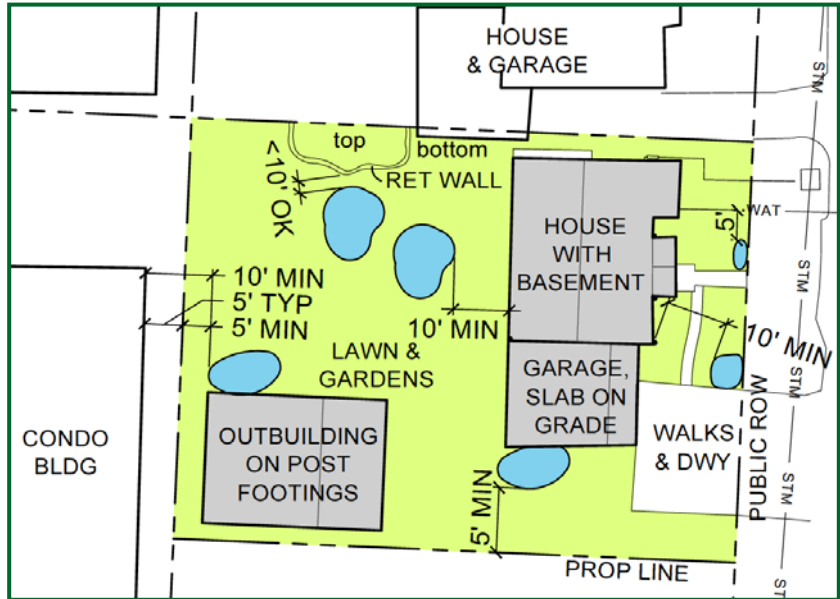 HOUSE
& GARAGE
STM
top
bottom
<10' OK
RET WALL
WAT
5'
HOUSE
WITH
BASEMENT
STM
10' MIN
5' TYP
5' MIN
10' MIN
10' MIN
LAWN &
GARDENS
GARAGE,
SLAB ON
GRADE
STM
CONDO
BLDG
OUTBUILDING
ON POST
FOOTINGS
WALKS
& DWY
PUBLIC ROW
STM
5' MIN
PROP LINE
STM